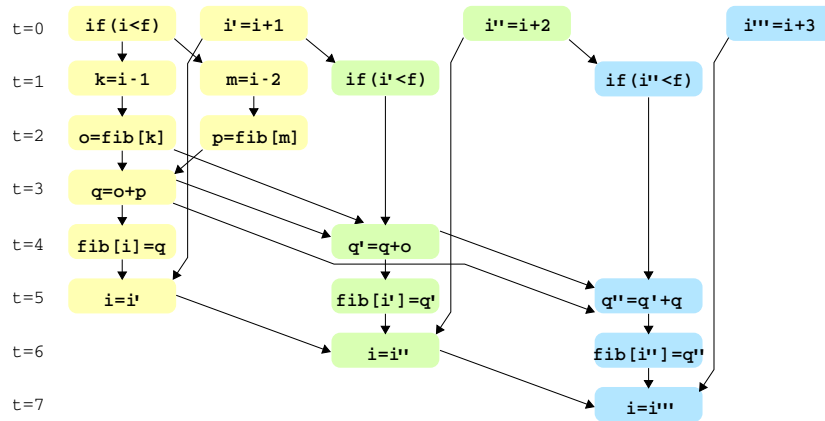 t=0 if(i<f) i'=i+1 i''=i+2 i'''=i+3
t=1 k=i-1 m=i-2 if(i'<f) if(i''<f)
t=2 o=fib[k] p=fib[m]
t=3 q=o+p
t=4 fib[i]=q q'=q+o
t=5 i=i' fib[i']=q' q''=q'+q
t=6 i=i'' fib[i'']=q''
t=7 i=i'''